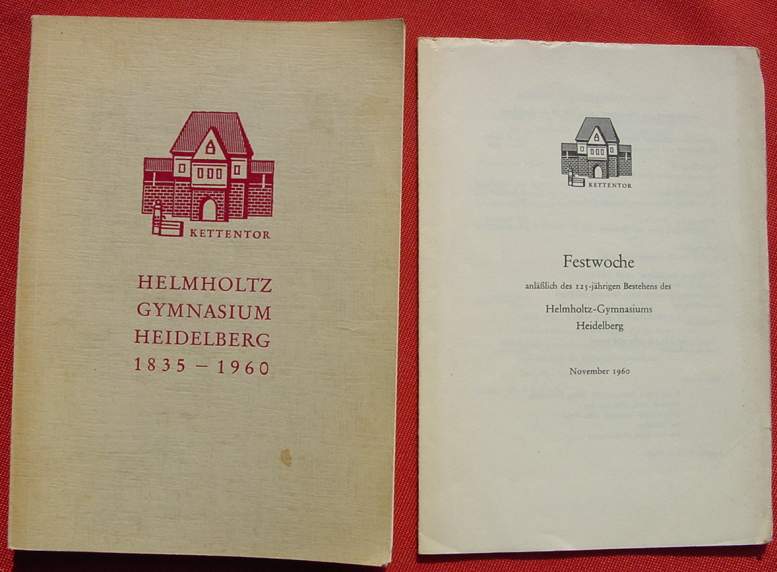 KETTENTOR
HELMHOLTZ
GYMNASIUM
HEIDELBERG
1835 – 1960
KETTENTOR
Festwoche
anläßlich des 125-jährigen Bestehens des
Helmholtz-Gymnasiums
Heidelberg
November 1960